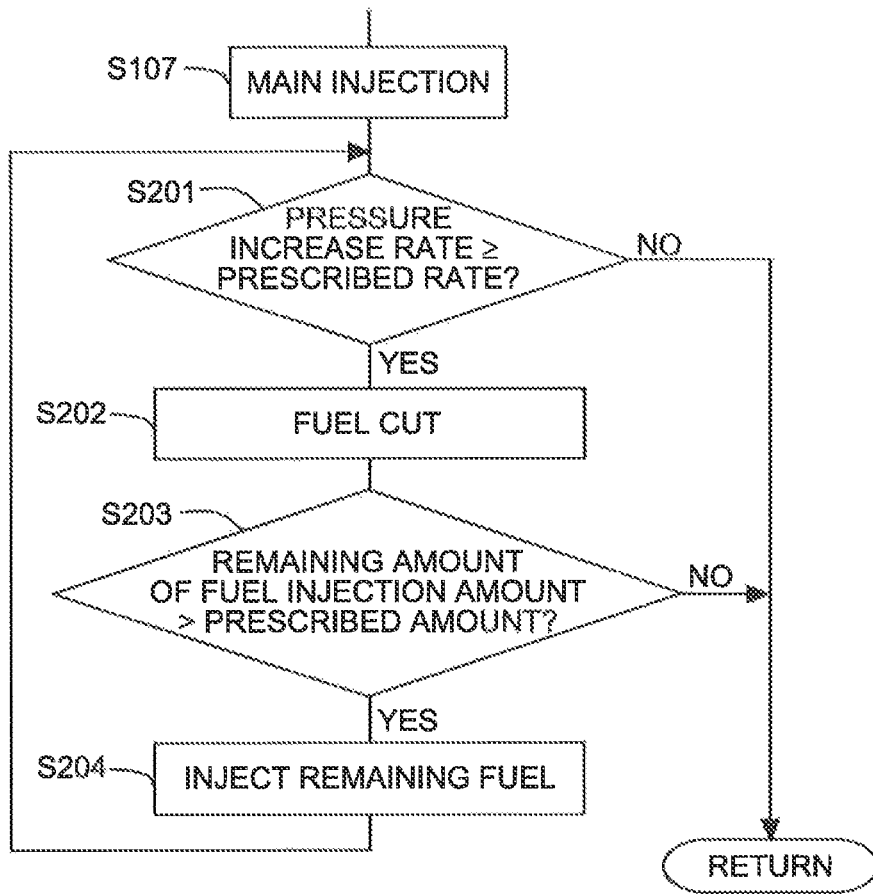 S107
MAIN INJECTION
S201
PRESSURE
INCREASE RATE ≥
PRESCRIBED RATE?
NO
YES
S202
FUEL CUT
S203
REMAINING AMOUNT
OF FUEL INJECTION AMOUNT
> PRESCRIBED AMOUNT?
NO
YES
S204
INJECT REMAINING FUEL
RETURN